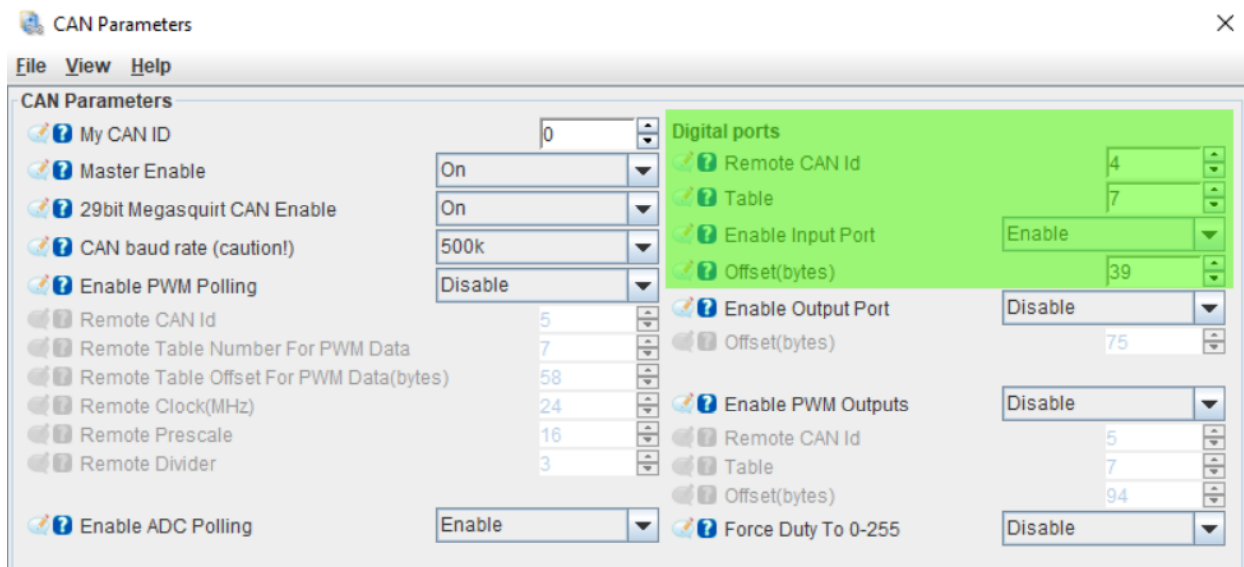 CAN Parameters
File View Help
CAN Parameters
My CAN ID 0
Master Enable On
29bit Megasquirt CAN Enable On
CAN baud rate (caution!) 500k
Enable PWM Polling Disable
Remote CAN Id 5
Remote Table Number For PWM Data 7
Remote Table Offset For PWM Data(bytes) 58
Remote Clock(MHz) 24
Remote Prescale 16
Remote Divider 3
Enable ADC Polling Enable
Digital ports
Remote CAN Id 4
Table 7
Enable Input Port Enable
Offset(bytes) 39
Enable Output Port Disable
Offset(bytes) 75
Enable PWM Outputs Disable
Remote CAN Id 5
Table 7
Offset(bytes) 94
Force Duty To 0-255 Disable